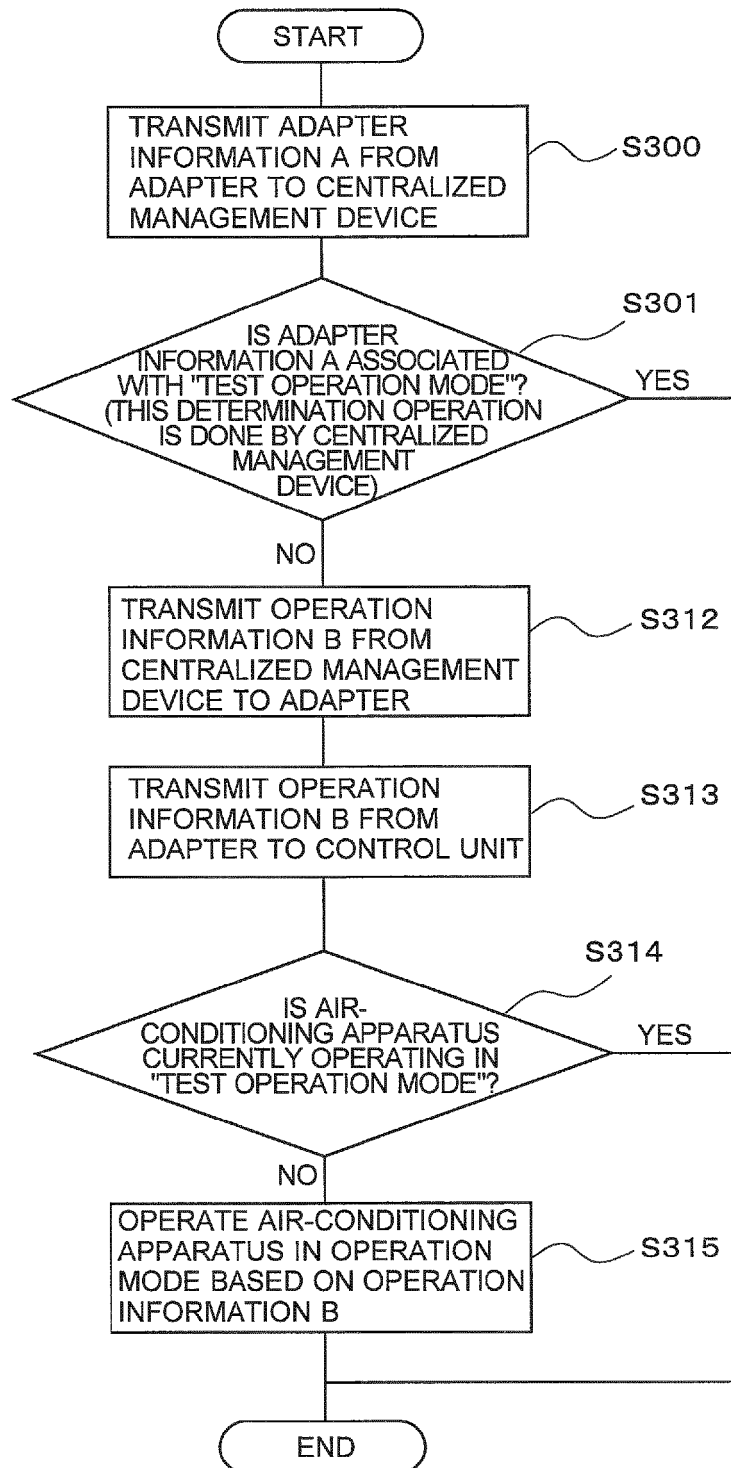 START
TRANSMIT ADAPTER
INFORMATION A FROM
ADAPTER TO CENTRALIZED
MANAGEMENT DEVICE
S300
S301
IS ADAPTER
INFORMATION A ASSOCIATED
WITH "TEST OPERATION MODE"?
(THIS DETERMINATION OPERATION
IS DONE BY CENTRALIZED
MANAGEMENT
DEVICE)
YES
NO
TRANSMIT OPERATION
INFORMATION B FROM
CENTRALIZED MANAGEMENT
DEVICE TO ADAPTER
S312
TRANSMIT OPERATION
INFORMATION B FROM
ADAPTER TO CONTROL UNIT
S313
S314
IS AIR-
CONDITIONING APPARATUS
CURRENTLY OPERATING IN
"TEST OPERATION MODE"?
YES
NO
OPERATE AIR-CONDITIONING
APPARATUS IN OPERATION
MODE BASED ON OPERATION
INFORMATION B
S315
END